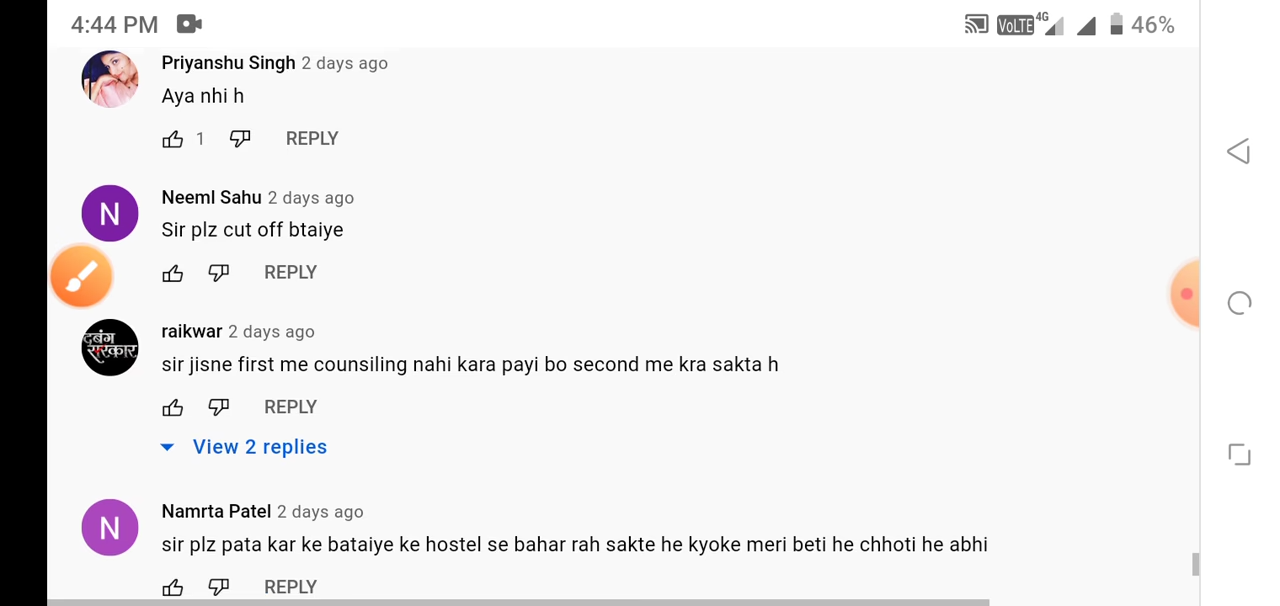 4:44 PM VoLTE 4G 46%
Priyanshu Singh 2 days ago
Aya nhi h
1 REPLY
N
Neeml Sahu 2 days ago
Sir plz cut off btaiye
REPLY
दबंग
सरकार
raikwar 2 days ago
sir jisne first me counsiling nahi kara payi bo second me kra sakta h
REPLY
View 2 replies
N
Namrta Patel 2 days ago
sir plz pata kar ke bataiye ke hostel se bahar rah sakte he kyoke meri beti he chhoti he abhi
REPLY